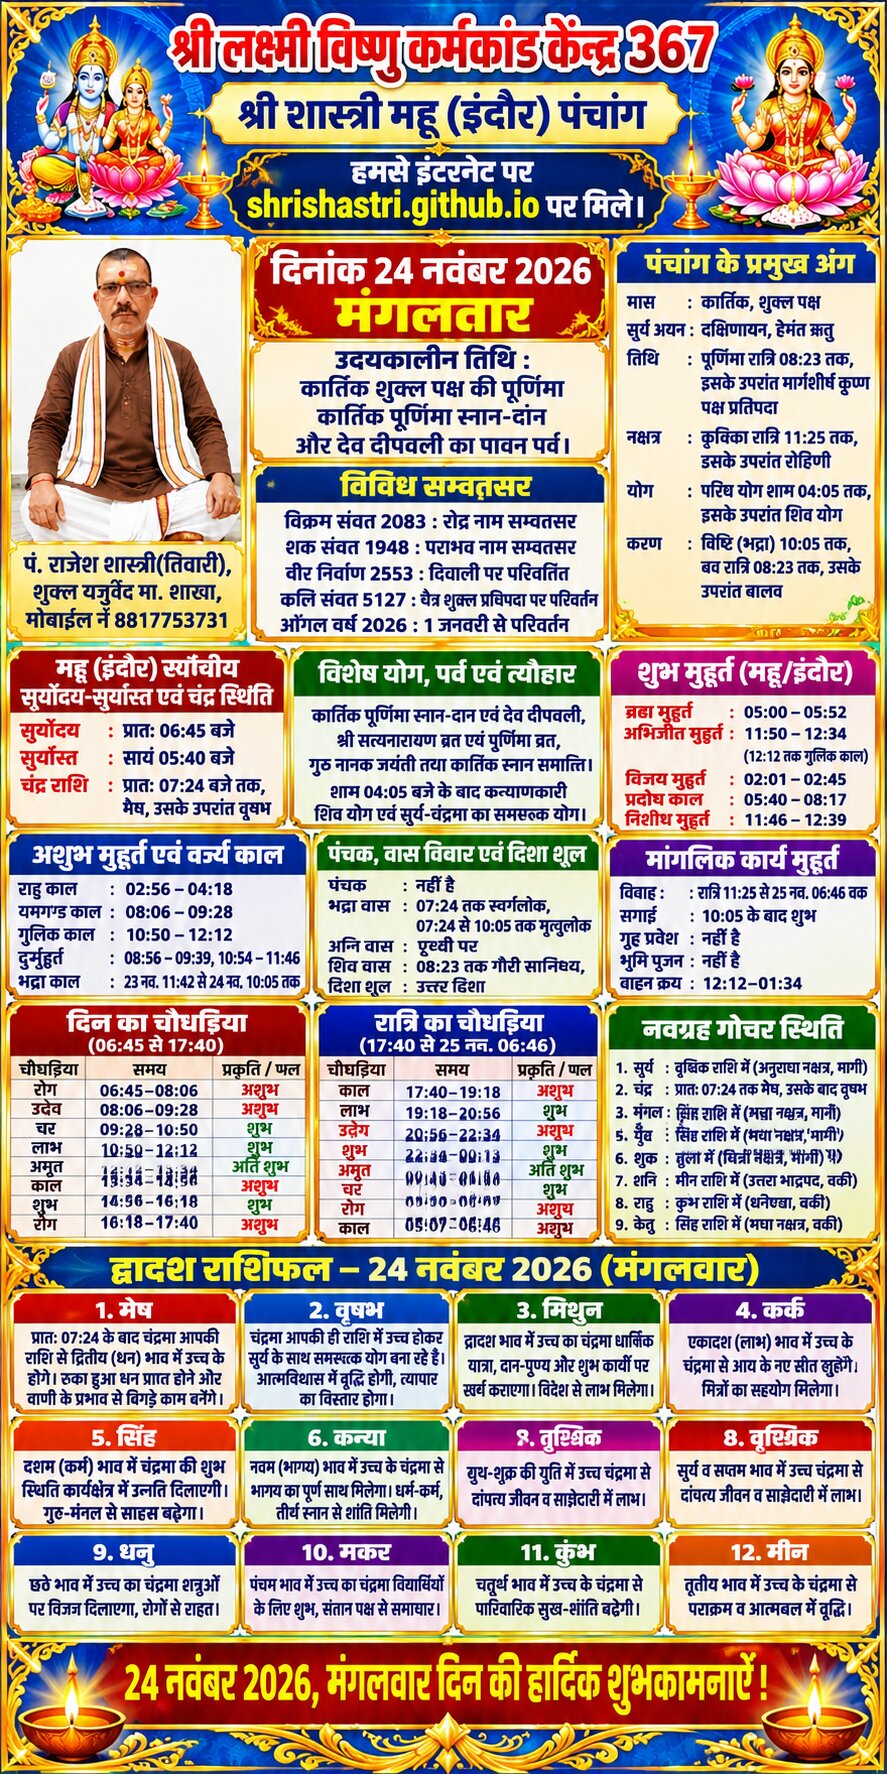 श्री लक्ष्मी विष्णु कर्मकांड केंन्द्र 367
श्री शास्त्री महू (इंदौर) पंचांग
हमसे इंटरनेट पर
shrishastri.github.io पर मिले।
पं. राजेश शास्त्री(तिवारी),
शुक्ल यजुर्वेद मा. शाखा,
मोबाईल नें 8817753731
दिनांक 24 नवंबर 2026
मंगलवार
उदयकालीन तिथि :
कार्तिक शुक्ल पक्ष की पूर्णिमा
कार्तिक पूर्णिमा स्नान-दांन
और देव दीपवली का पावन पर्व।
विविध सम्वत्सर
विक्रम संवत 2083 : रोद्र नाम सम्वतसर
शक संवत 1948 : पराभव नाम सम्वतसर
वीर निर्वाण 2553 : दिवाली पर परिवर्तित
कलि संवत 5127 : चैत्र शुक्ल पर परिवर्तन
ऑंगल वर्ष 2026 : 1 जनवरी से परिवर्तन
पंचांग के प्रमुख अंग
मास : कार्तिक, शुक्ल पक्ष
सुर्य अयन : दक्षिणायन, हेमंत ऋतु
तिथि : पूर्णिमा रात्रि 08:23 तक,
इसके उपरांत मार्गशीर्ष कृष्ण
पक्ष प्रतिपदा
नक्षत्र : रात्रि 11:25 तक,
इसके उपरांत रोहिणी
योग : परिघ योग शाम 04:05 तक,
इसके उपरांत शिव योग
करण : विष्टि (भद्रा) 10:05 तक,
बव रात्रि 08:23 तक, उसके
उपरांत बालव
महू (इंदौर)
सुर्योदय-सुर्यास्त एवं चंद्र स्थिति
सुर्योदय : प्रात: 06:45 बजे
सुर्यास्त : सायं 05:40 बजे
चंद्र राशि : प्रात: 07:24 बजे तक,
मेष, उसके उपरांत वृषभ
विशेष योग, पर्व एवं त्यौहार
कार्तिक पूर्णिमा स्नान-दान एवं देव दीपवली,
श्री सत्यनारायण व्रत एवं पुर्णिमा व्रत,
गुठ नानक जयंती तथा कार्तिक स्नान समाप्ति।
शाम 04:05 बजे के बाद कन्याणकारी
शिव योग एवं सुर्य-चंद्रमा का योग।
शुभ मुहूर्त (महू/इंदौर)
ब्रह्म मुहुर्त : 05:00 – 05:52
अभिजीत मुहुर्त : 11:50 – 12:34
(12:12 तक गुलिक काल)
विजय मुहुर्त : 02:01 – 02:45
प्रदोघ काल : 05:40 – 08:17
निशीथ मुहुर्त : 11:46 – 12:39
अशुभ मुहूर्त एवं वर्ज्य काल
राहु काल : 02:56 – 04:18
यमगण्ड काल : 08:06 – 09:28
गुलिक काल : 10:50 – 12:12
दुर्मुहुर्त : 08:56 – 09:39, 10:54 – 11:46
भद्रा काल : 23 नव. 11:42 से 24 नव. 10:05 तक
पंचक, वास विवार एवं दिशा शूल
पंचक : नहीं है
भद्रा वास : 07:24 तक स्वर्गलोक,
07:24 से 10:05 तक मृत्युलोक
अग्नि वास : पृथ्वी पर
शिव वास : 08:23 तक गौरी सानिध्य,
दिशा शूल : उत्तर दिशा
मांगलिक कार्य मुहूर्त
विबाह : : रात्रि 11:25 से 25 नव. 06:46 तक
सगाई : 10:05 के बाद शुभ
गृह प्रवेश : नहीं है
भुमि पुजन : नहीं है
बाहन क्रय : 12:12–01:34
दिन का चौघड़िया
(06:45 से 17:40)
चौघड़िया समय प्रकृति / फल
रोग 06:45–08:06 अशुभ
उदेव 08:06–09:28 अशुभ
चर 09:28–10:50 शुभ
लाभ 10:50–12:12 शुभ
अमृत अति शुभ
काल अशुभ
शुभ 14:56–16:18 शुभ
रोग 16:18–17:40 अशुभ
रात्रि का चौघड़िया
(17:40 से 25 नव. 06:46)
चौघड़िया समय प्रकृति / फल
काल 17:40–19:18 अशुभ
लाभ 19:18–20:56 शुभ
उद्वेग 20:56–22:34 अशुभ
शुभ शुभ
अमृत अति शुभ
चर शुभ
रोग अशुभ
काल अशुभ
नवग्रह गोचर स्थिति
1. सुर्य : वृश्चिक राशि में (अनुराधा नक्षत्र, मार्गी)
2. चंद्र : प्रात: 07:24 तक मेष, उसके बाद वृषभ
3. मंगल : सिंह राशि में
5. सिंह राशि में
6. शुक : तुला में
7. शनि : मीन राशि में (उत्तरा भाद्रपद, वकी)
8. राहु : कुभ राशि में (वकी)
9. केतु : सिंह राशि में (मघा नक्षत्र, वकी)
द्वादश राशिफल – 24 नवंबर 2026 (मंगलवार)
1. मेष
प्रात: 07:24 के बाद चंद्रमा आपकी
राशि से द्वितीय (धन) भाव में उच्च के
होगे। रुका हुआ धन प्राप्त होने और
वाणी के प्रभाव से बिगड़े काम बनेंगे।
2. वृषभ
चंद्रमा आपकी ही राशि में उच्च होकर
सुर्य के साथ योग बना रहे है।
आत्मविथास में वृद्धि होगी, त्यापार
का विस्तार होगा।
3. मिथुन
द्रादश भाव में उच्च का चंद्रमा धार्मिक
यात्रा, दान-पुण्य और शुभ कार्यो पर
खर्ब कराएगा। विदेश से लाभ मिलेगा।
4. कर्क
एकादश (लाभ) भाव में उच्च के
चंद्रमा से आय के नए सीत खुलेंगे।
मित्रों का सहयोग मिलेगा।
5. सिंह
दशम (कर्म) भाव में चंद्रमा की शुभ
स्थिति कार्यक्षेत्र में उन्नति दिलाएगी।
गुरु-मंनल से साहस बढ़ेगा।
6. कन्या
नवम (भाग्य) भाव में उच्च के चंद्रमा से
भागय का पूर्ण साथ मिलेगा। धर्म-कर्म,
तीर्य स्नान से शांति मिलेगी।
युथ-शुक्र की युति में उच्च चंद्रमा से
दांपत्य जीवन व साझेदारी में लाभ।
8. वृश्चिक
सुर्य व सप्तम भाव में उच्च चंद्रमा से
दांपत्य जीवन व साझेदारी में लाभ।
9. धनु
छठे भाव में उच्च का चंद्रमा शत्रुओं
पर विजज दिलाएगा, रोगों से राहत।
10. मकर
पंचम भाव में उच्च का चंद्रमा विद्यार्थियों
के लिए शुभ, संतान पक्ष से समाचार।
11. कुंभ
चतुर्थ भाव में उच्च के चंद्रमा से
पारिवारिक सुख-शांति बढ़ेगी।
12. मीन
तृतीय भाव में उच्च के चंद्रमा से
पराक्रम व आत्मबल में वृद्धि।
24 नवंबर 2026, मंगलवार दिन की हार्दिक शुभकामनाऐं !